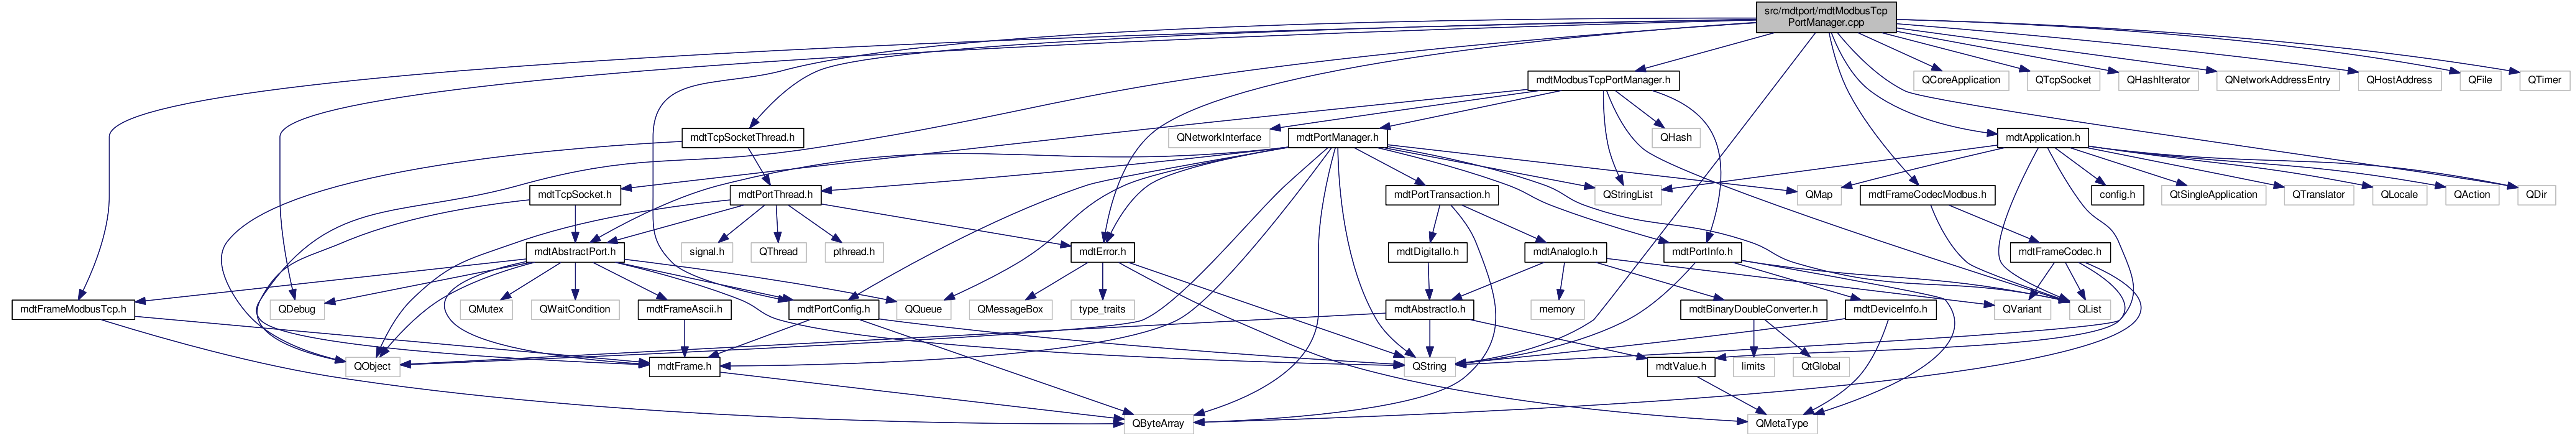 src/mdtport/mdtModbusTcp
PortManager.cpp
mdtModbusTcpPortManager.h
QCoreApplication
QTcpSocket
QHashIterator
QNetworkAddressEntry
QHostAddress
QFile
QTimer
mdtTcpSocketThread.h
QNetworkInterface
mdtPortManager.h
QHash
mdtApplication.h
mdtTcpSocket.h
mdtPortThread.h
mdtPortTransaction.h
QStringList
QMap
mdtFrameCodecModbus.h
config.h
QtSingleApplication
QTranslator
QLocale
QAction
QDir
mdtAbstractPort.h
signal.h
QThread
pthread.h
mdtError.h
mdtDigitalIo.h
mdtAnalogIo.h
mdtPortInfo.h
mdtFrameCodec.h
mdtFrameModbusTcp.h
QDebug
QMutex
QWaitCondition
mdtFrameAscii.h
mdtPortConfig.h
QQueue
QMessageBox
type_traits
mdtAbstractIo.h
memory
mdtBinaryDoubleConverter.h
mdtDeviceInfo.h
QVariant
QList
QObject
mdtFrame.h
QString
mdtValue.h
limits
QtGlobal
QByteArray
QMetaType